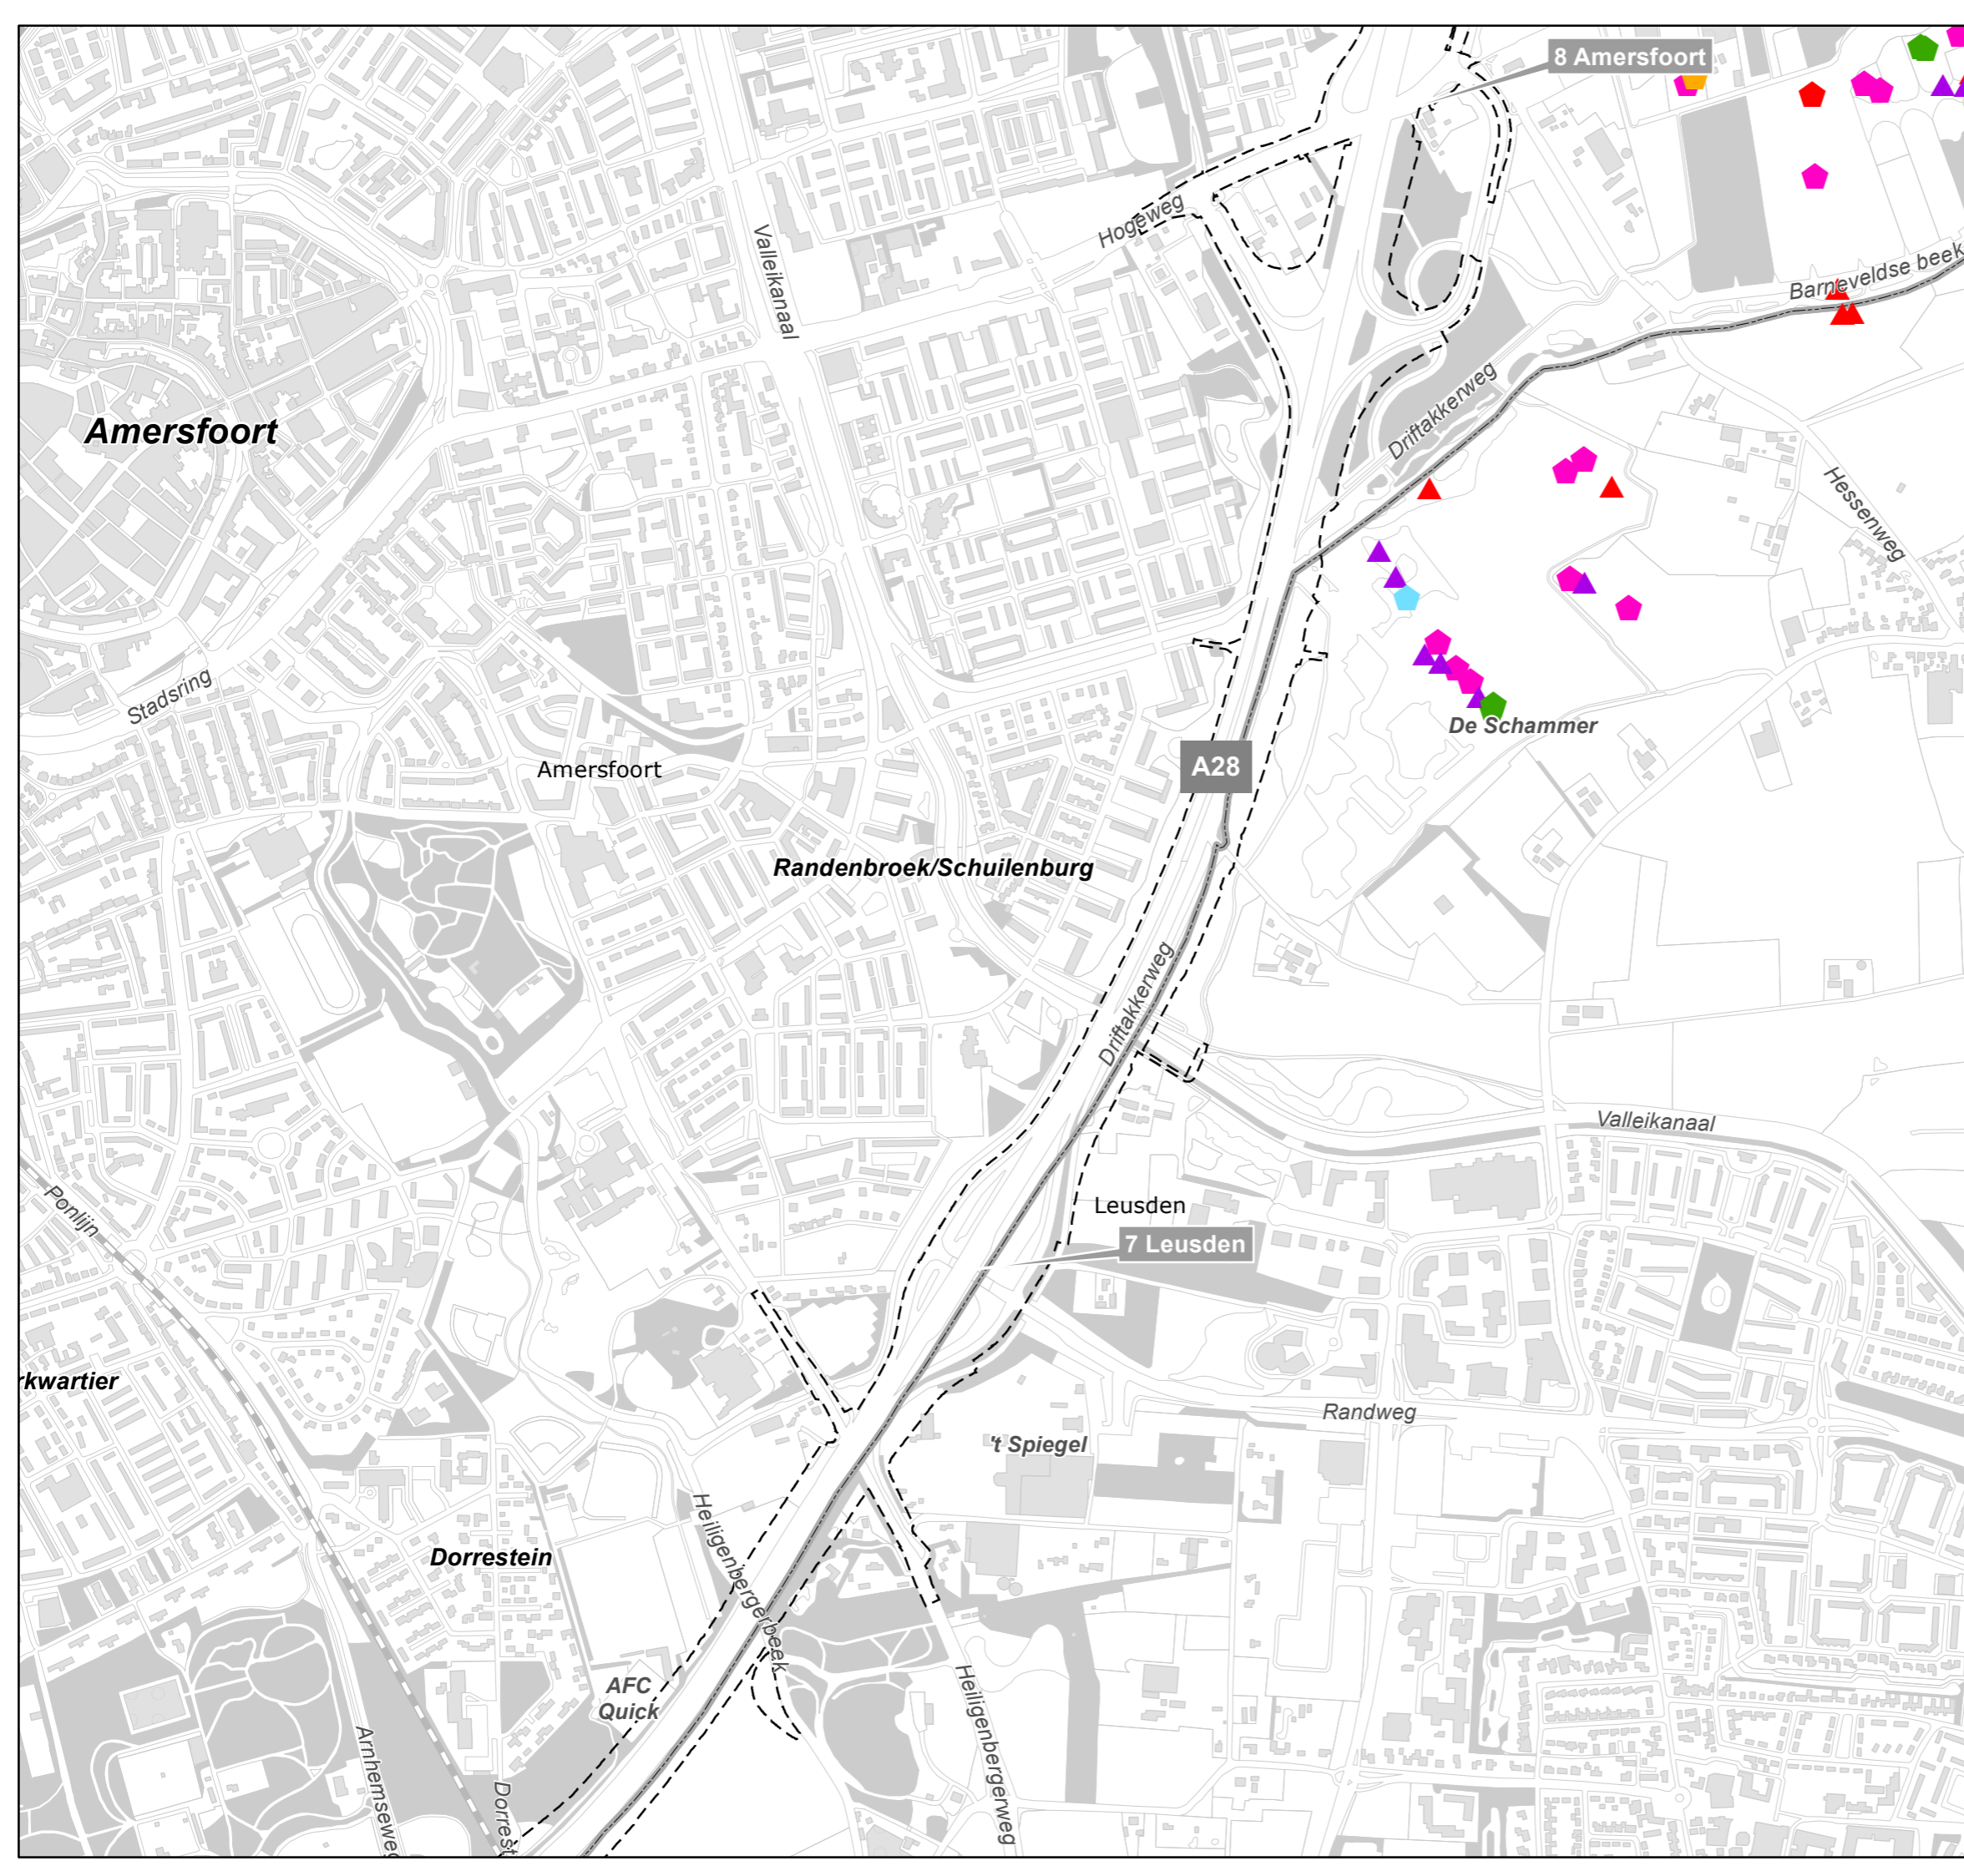 8 Amersfoort
Hogeweg
Valleikanaal
Barneveldse beek
Amersfoort
Driftakkerweg
Hessenweg
Stadsring
De Schammer
Amersfoort
A28
Randenbroek/Schuilenburg
Driftakkerweg
Valleikanaal
Ponlijn
Leusden
7 Leusden
rkwartier
Randweg
't Spiegel
Heiligenbergerbeek
Dorrestein
AFC
Quick
Heiligenbergerweg
Arnhemseweg
Dorrest